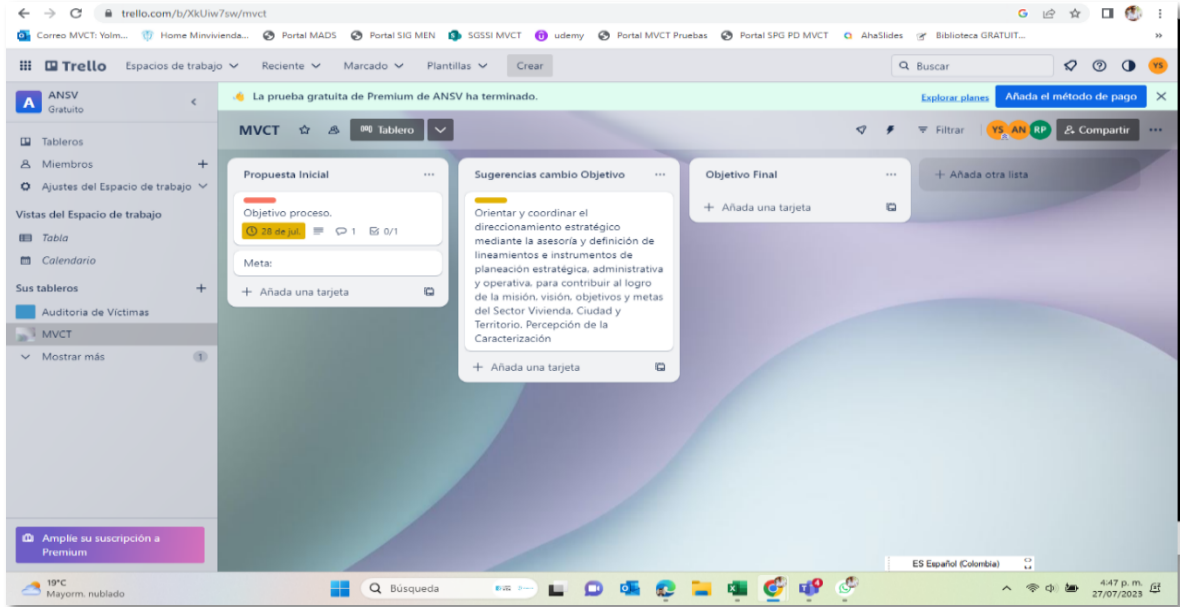 trello.com/b/XkUiw7sw/mvct
Correo MVCT: Yolm... Home Minvivienda... Portal MADS Portal SIG MEN SGSSI MVCT udemy Portal MVCT Pruebas Portal SPG PD MVCT AhaSlides Biblioteca GRATUIT... »
Trello Espacios de trabajo Reciente Marcado Plantillas Crear Buscar YS
A ANSV
Gratuito
La prueba gratuita de Premium de ANSV ha terminado. Explorar planes Añada el método de pago
MVCT Tablero Filtrar YS AN RP Compartir ...
Tableros
Miembros +
Ajustes del Espacio de trabajo
Vistas del Espacio de trabajo
Tabla
Calendario
Sus tableros +
Auditoria de Víctimas
MVCT
Mostrar más 1
Propuesta Inicial ...
Objetivo proceso.
28 de jul. 1 0/1
Meta:
+ Añada una tarjeta
Sugerencias cambio Objetivo ...
Orientar y coordinar el
direccionamiento estratégico
mediante la asesoría y definición de
lineamientos e instrumentos de
planeación estratégica, administrativa
y operativa, para contribuir al logro
de la misión, visión, objetivos y metas
del Sector Vivienda, Ciudad y
Territorio. Percepción de la
Caracterización
+ Añada una tarjeta
Objetivo Final ...
+ Añada una tarjeta
+ Añada otra lista
Amplíe su suscripción a
Premium
ES Español (Colombia)
19°C
Mayorm. nublado
Búsqueda
4:47 p. m.
27/07/2023